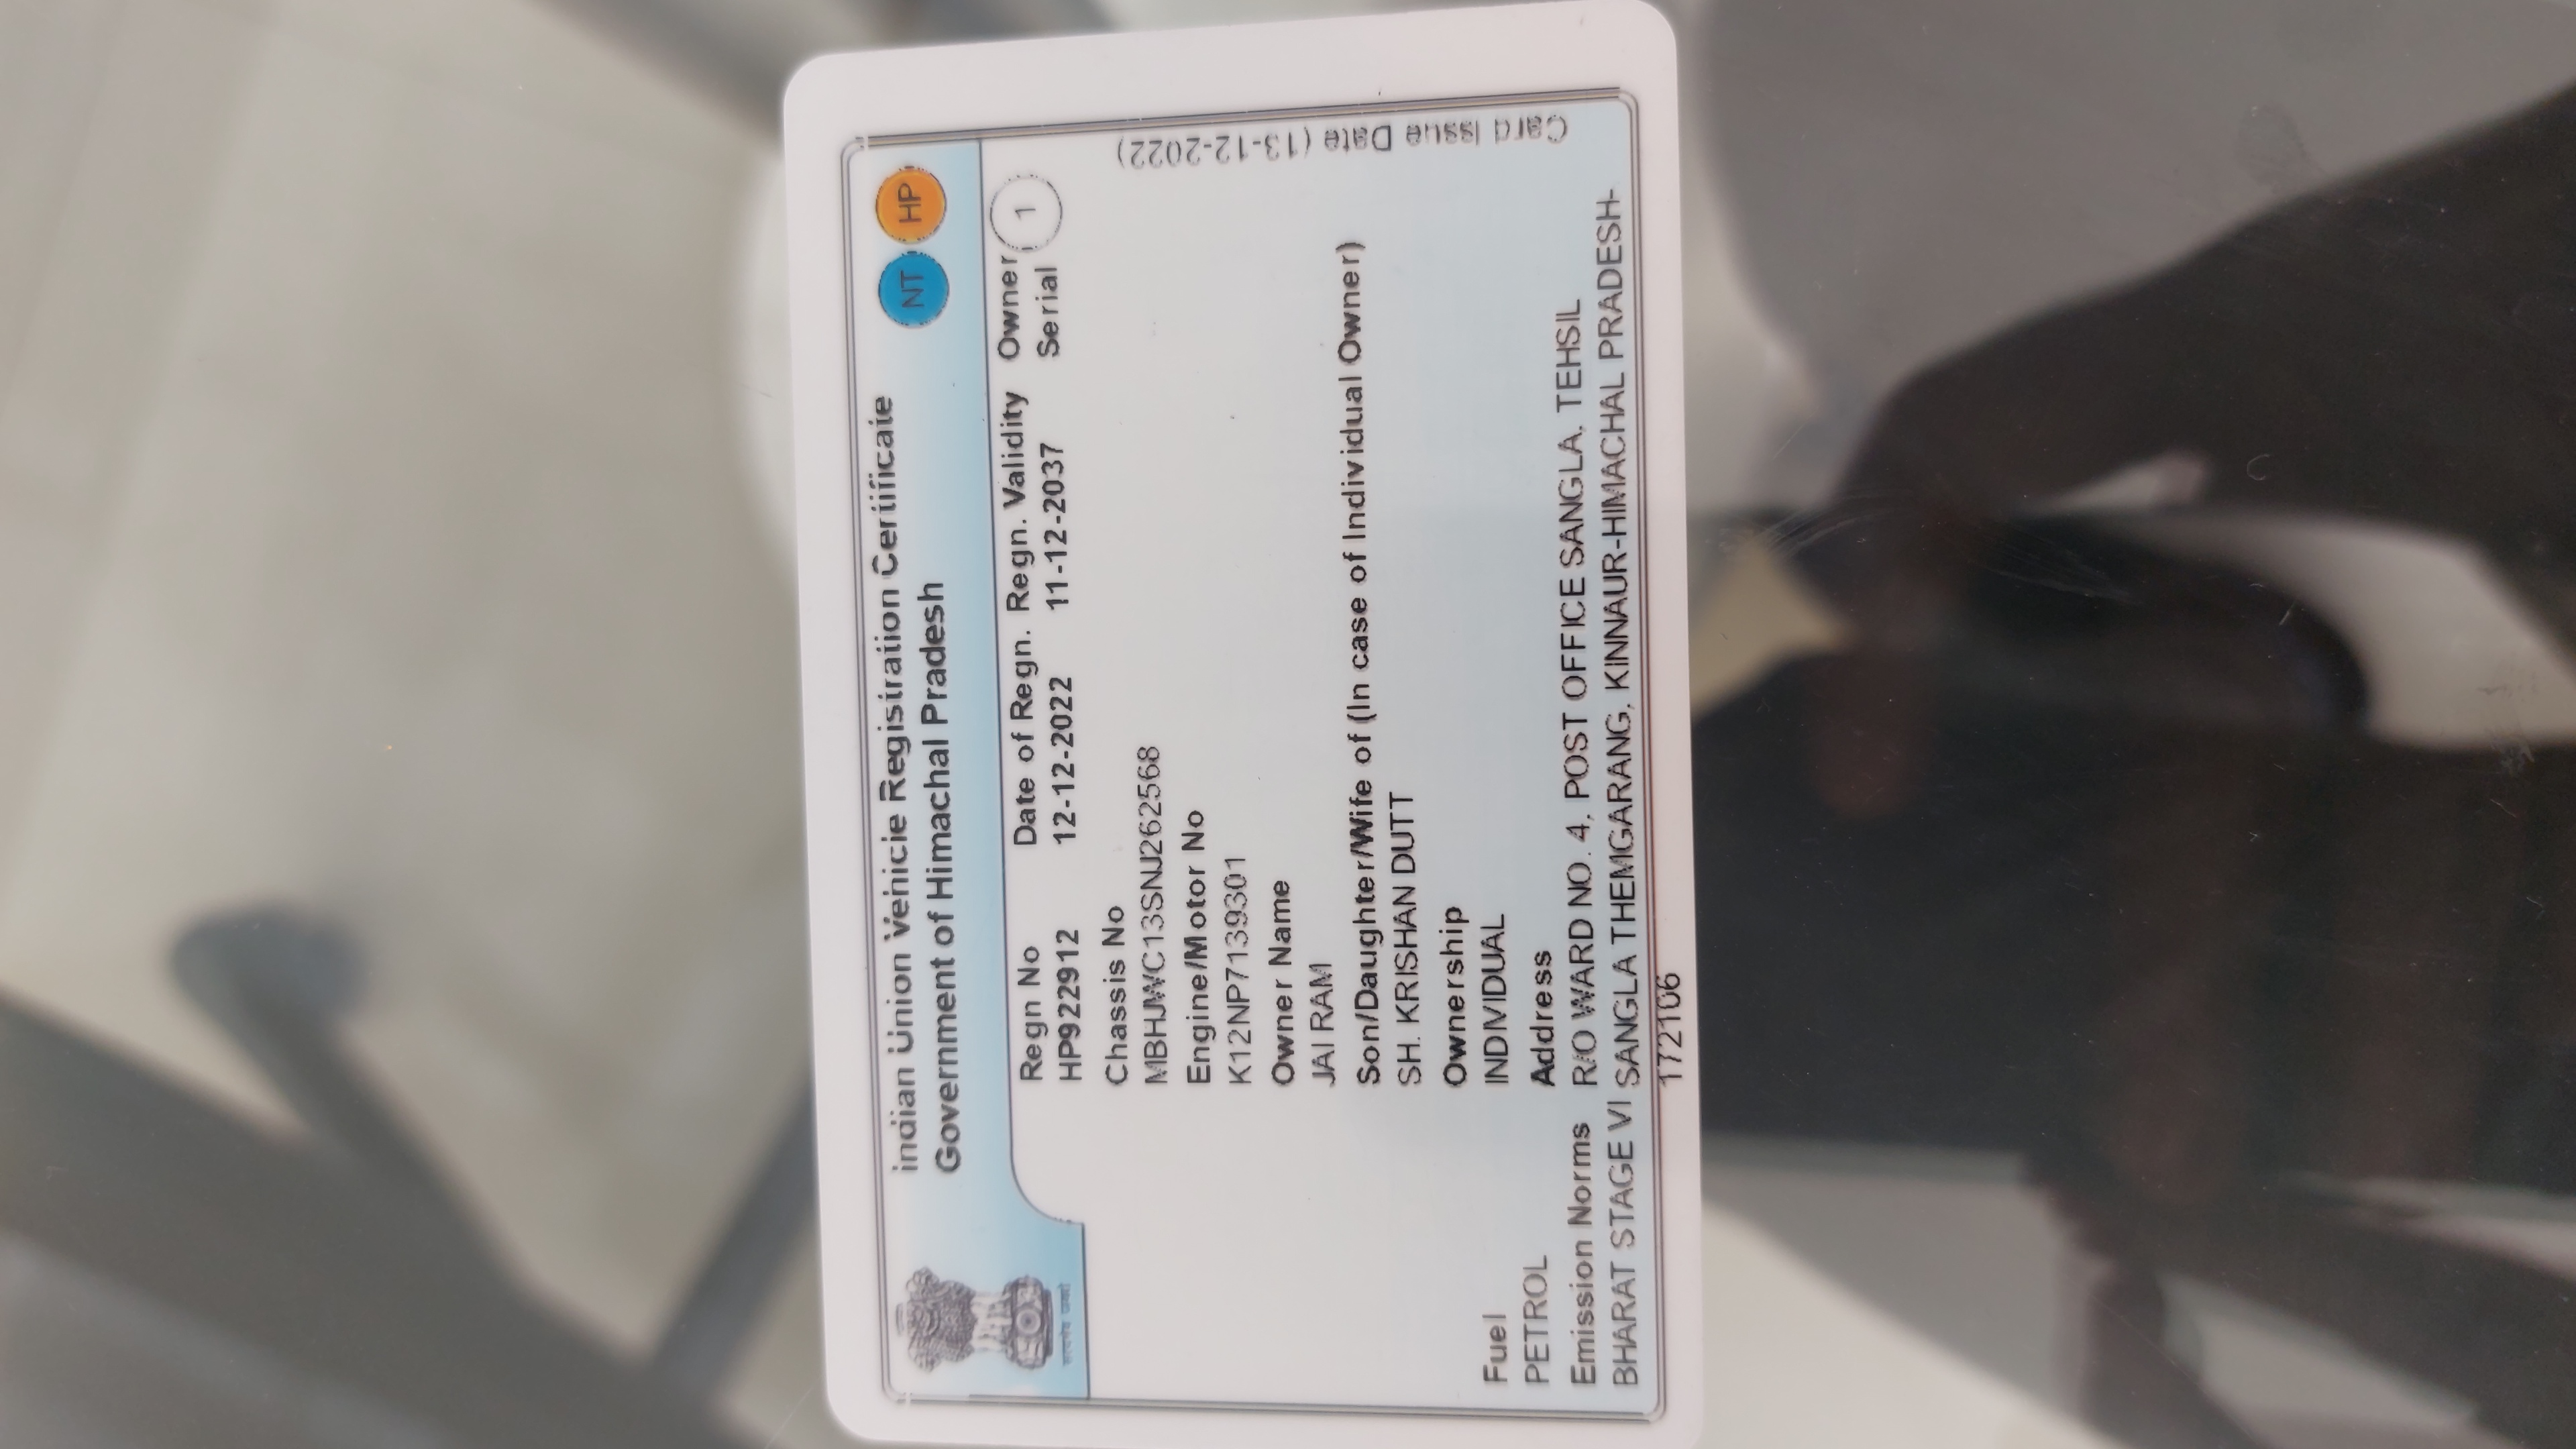 Indian Union Vehicle Registration Certificate
Government of Himachal Pradesh
NT HP
Regn No Date of Regn. Regn. Validity Owner Serial 1
HP922912 12-12-2022 11-12-2037
Chassis No
MBHJWC13SNJ262568
Engine/Motor No
K12NP7139301
Owner Name
JAI RAM
Son/Daughter/Wife of (In case of Individual Owner)
SH. KRISHAN DUTT
Ownership
INDIVIDUAL
Address
R/O WARD NO. 4, POST OFFICE SANGLA, TEHSIL
SANGLA THEMGARANG, KINNAUR-HIMACHAL PRADESH-
172106
Fuel
PETROL
Emission Norms
BHARAT STAGE VI
Card Issue Date (13-12-2022)
सत्यमेव जयते